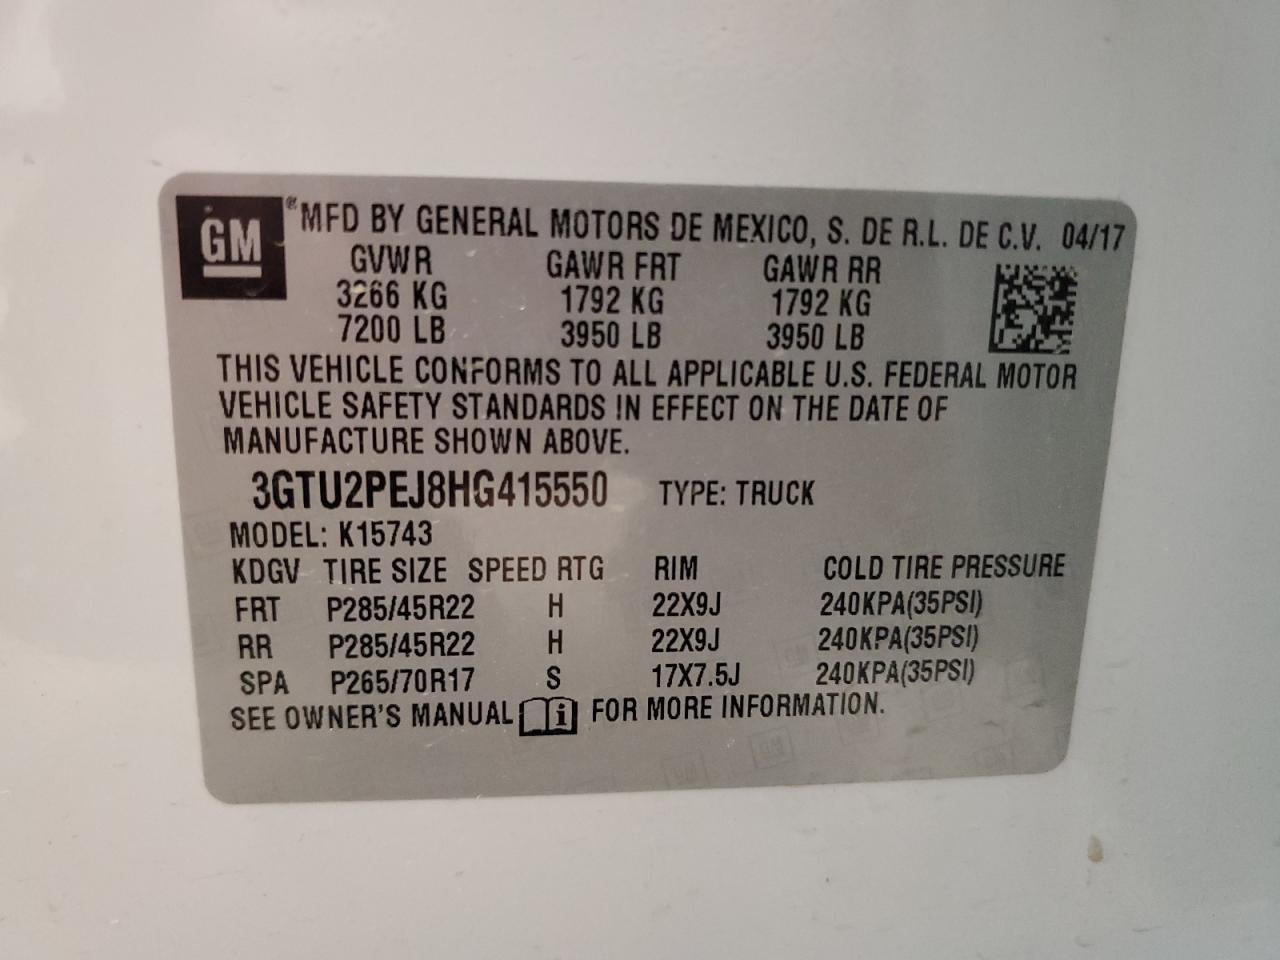 GM ® MFD BY GENERAL MOTORS DE MEXICO, S. DE R.L. DE C.V. 04/17
GVWR GAWR FRT GAWR RR
3266 KG 1792 KG 1792 KG
7200 LB 3950 LB 3950 LB
THIS VEHICLE CONFORMS TO ALL APPLICABLE U.S. FEDERAL MOTOR
VEHICLE SAFETY STANDARDS IN EFFECT ON THE DATE OF
MANUFACTURE SHOWN ABOVE.
3GTU2PEJ8HG415550 TYPE: TRUCK
MODEL: K15743
KDGV TIRE SIZE SPEED RTG RIM COLD TIRE PRESSURE
FRT P285/45R22 H 22X9J 240KPA(35PSI)
RR P285/45R22 H 22X9J 240KPA(35PSI)
SPA P265/70R17 S 17X7.5J 240KPA(35PSI)
SEE OWNER'S MANUAL i FOR MORE INFORMATION.